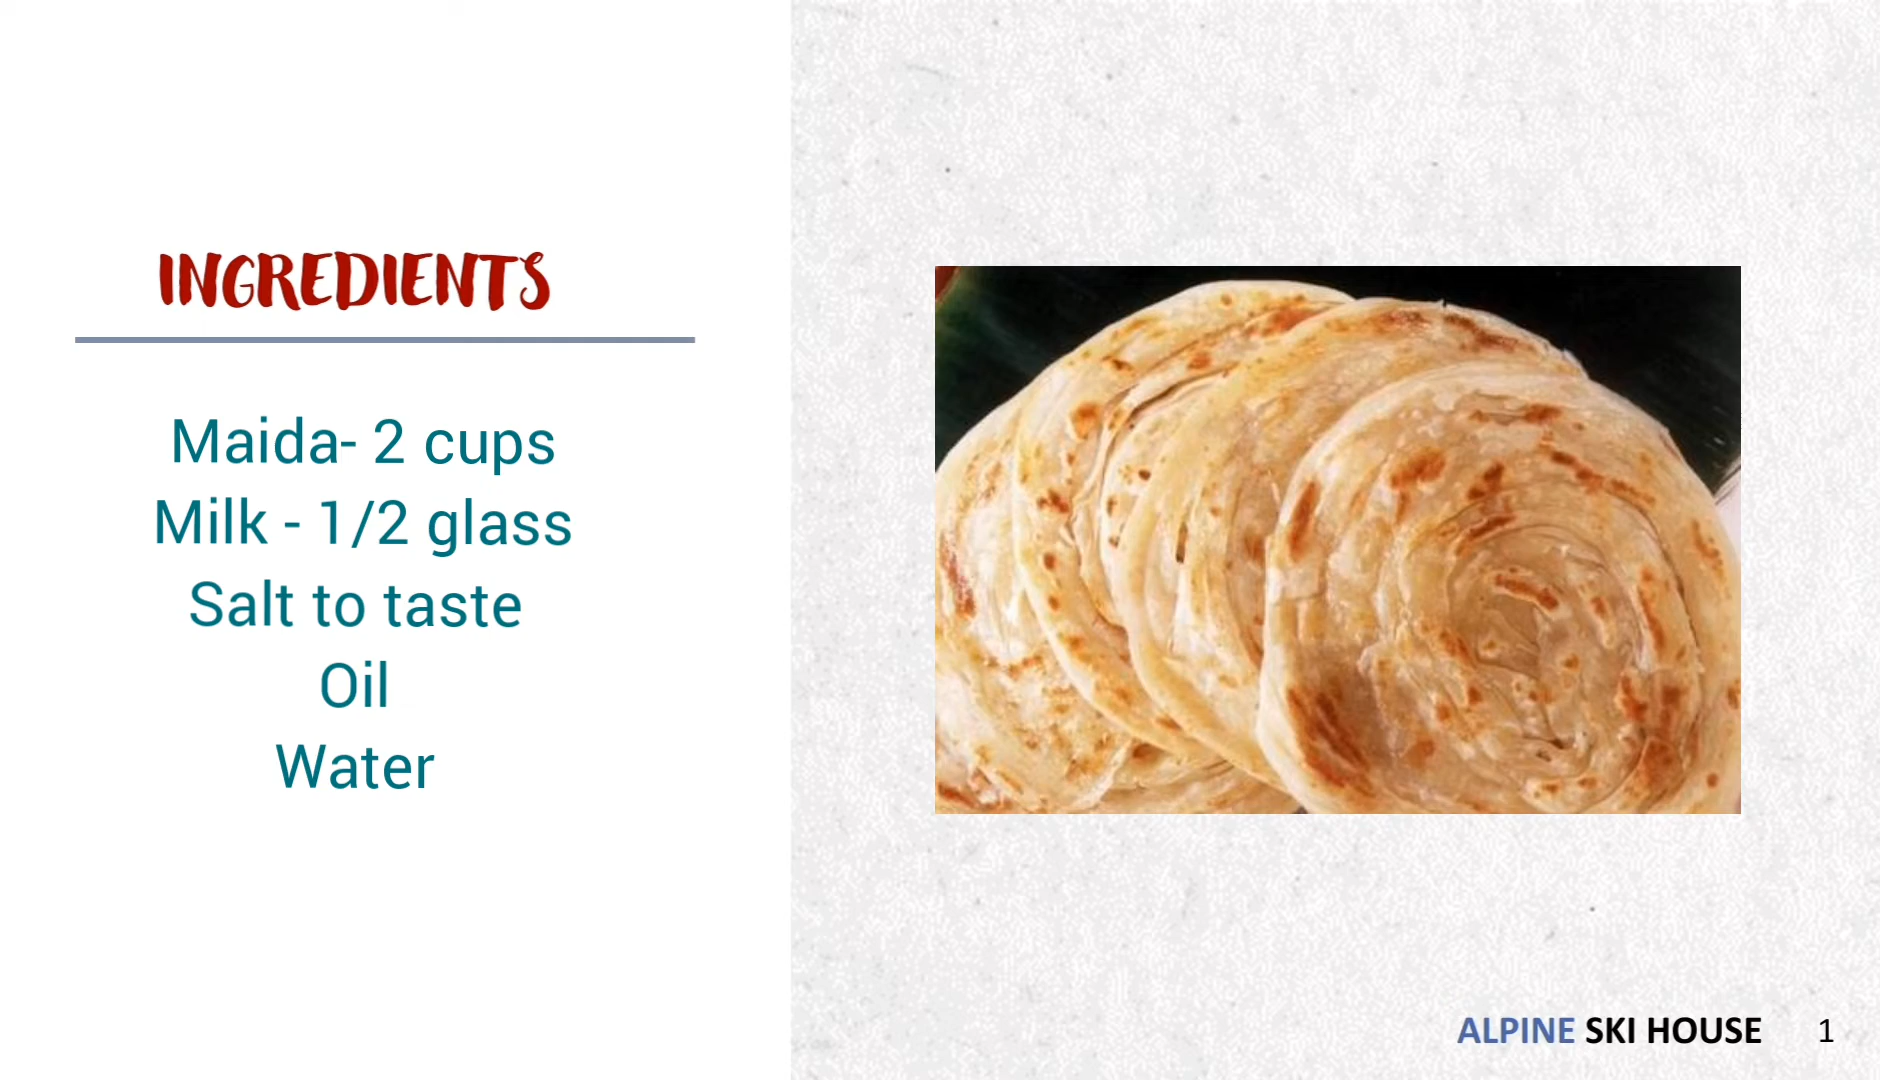 INGREDIENTS
Maida- 2 cups
Milk - 1/2 glass
Salt to taste
Oil
Water
ALPINE SKI HOUSE 1